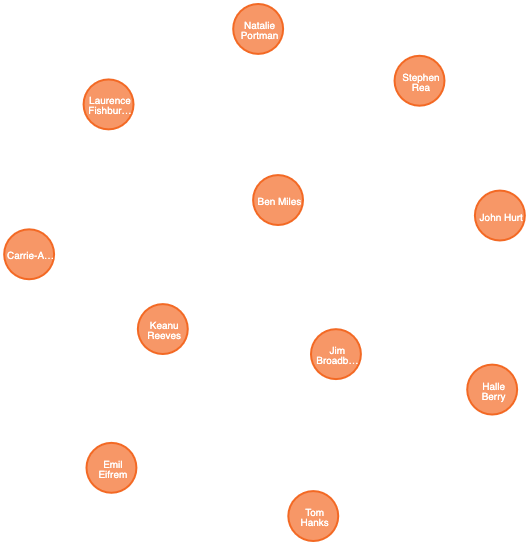 Natalie
Portman
Stephen
Rea
Laurence
Fishbur...
Ben Miles
John Hurt
Carrie-A...
Keanu
Reeves
Jim
Broadb...
Halle
Berry
Emil
Eifrem
Tom
Hanks